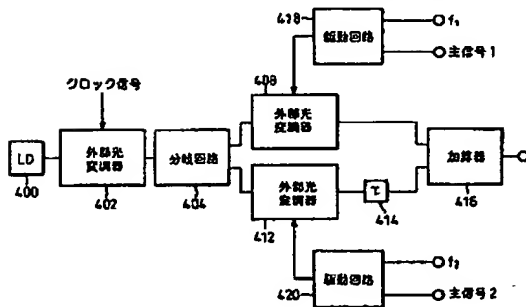 418
駆動回路
f₁
主信号1
クロック信号
408
外部光
変調器
LD
外部光
変調器
分岐回路
加算器
400
402
404
416
外部光
変調器
τ
414
412
f₂
駆動回路
主信号2
420